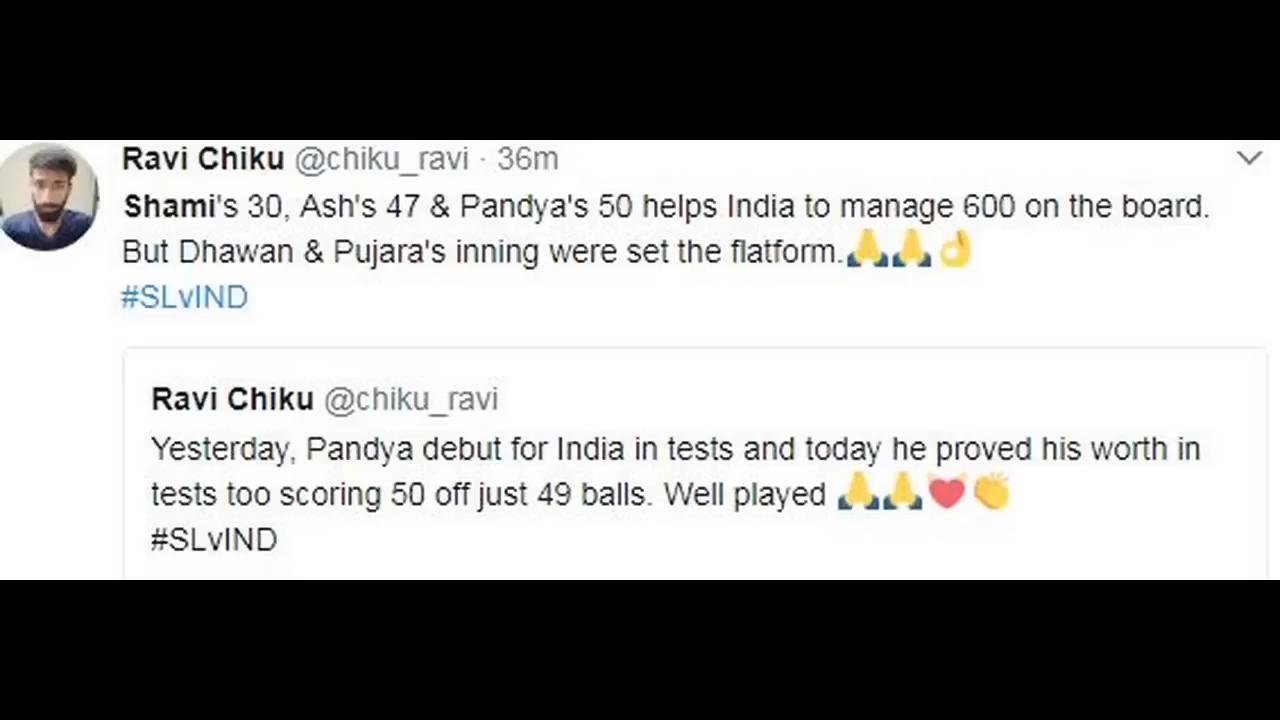 Ravi Chiku @chiku_ravi · 36m
Shami's 30, Ash's 47 & Pandya's 50 helps India to manage 600 on the board.
But Dhawan & Pujara's inning were set the flatform.🙏🙏👌
#SLvIND
Ravi Chiku @chiku_ravi
Yesterday, Pandya debut for India in tests and today he proved his worth in
tests too scoring 50 off just 49 balls. Well played 🙏🙏❤️👏
#SLvIND